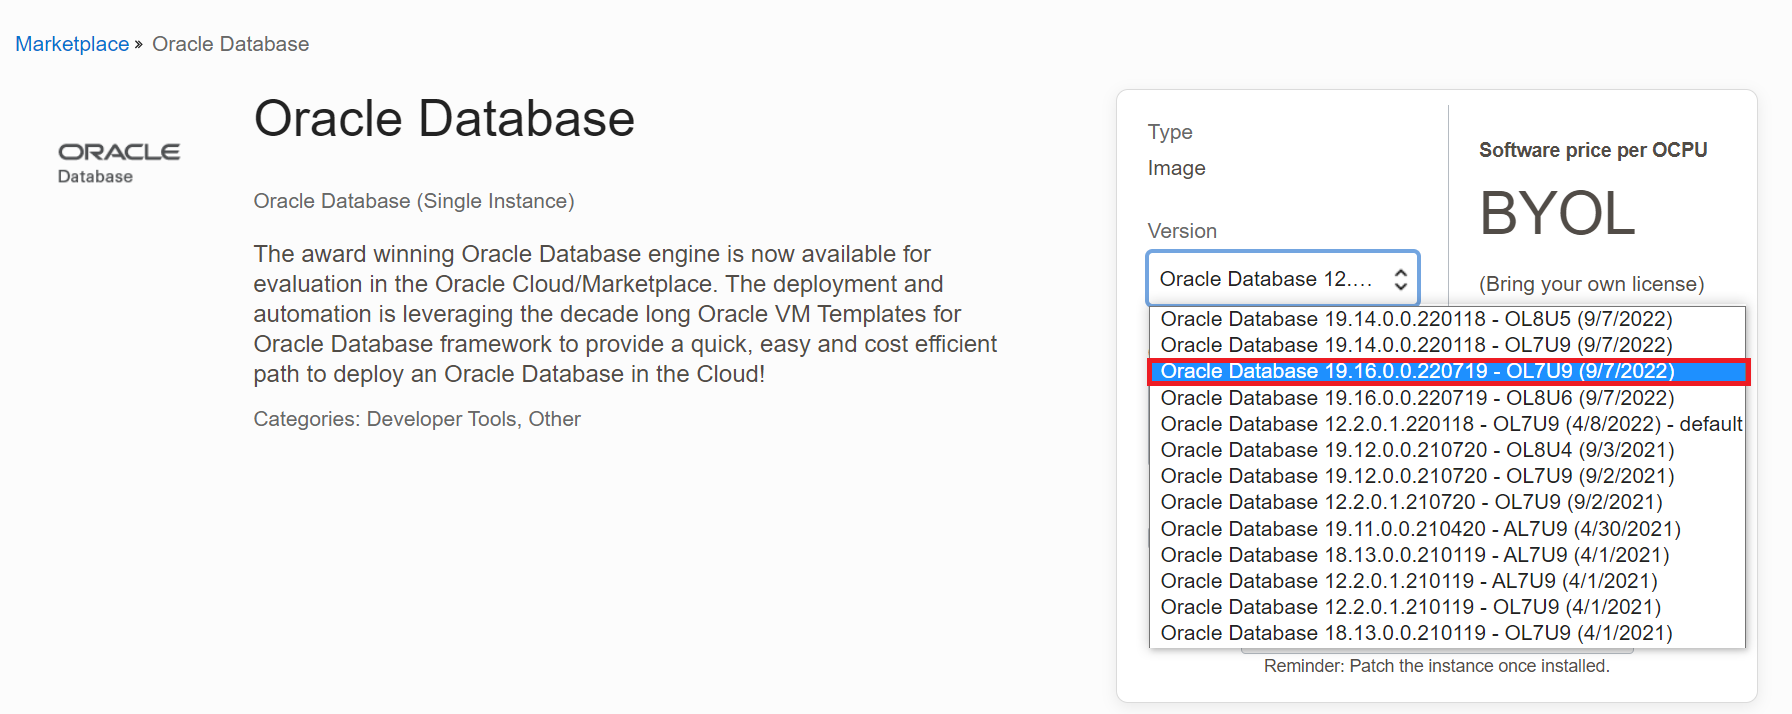 Marketplace » Oracle Database
ORACLE
Database
Oracle Database
Oracle Database (Single Instance)
The award winning Oracle Database engine is now available for
evaluation in the Oracle Cloud/Marketplace. The deployment and
automation is leveraging the decade long Oracle VM Templates for
Oracle Database framework to provide a quick, easy and cost efficient
path to deploy an Oracle Database in the Cloud!
Categories: Developer Tools, Other
Type
Image
Version
Oracle Database 12....
Software price per OCPU
BYOL
(Bring your own license)
Oracle Database 19.14.0.0.220118 - OL8U5 (9/7/2022)
Oracle Database 19.14.0.0.220118 - OL7U9 (9/7/2022)
Oracle Database 19.16.0.0.220719 - OL7U9 (9/7/2022)
Oracle Database 19.16.0.0.220719 - OL8U6 (9/7/2022)
Oracle Database 12.2.0.1.220118 - OL7U9 (4/8/2022) - default
Oracle Database 19.12.0.0.210720 - OL8U4 (9/3/2021)
Oracle Database 19.12.0.0.210720 - OL7U9 (9/2/2021)
Oracle Database 12.2.0.1.210720 - OL7U9 (9/2/2021)
Oracle Database 19.11.0.0.210420 - AL7U9 (4/30/2021)
Oracle Database 18.13.0.0.210119 - AL7U9 (4/1/2021)
Oracle Database 12.2.0.1.210119 - AL7U9 (4/1/2021)
Oracle Database 12.2.0.1.210119 - OL7U9 (4/1/2021)
Oracle Database 18.13.0.0.210119 - OL7U9 (4/1/2021)
Reminder: Patch the instance once installed.